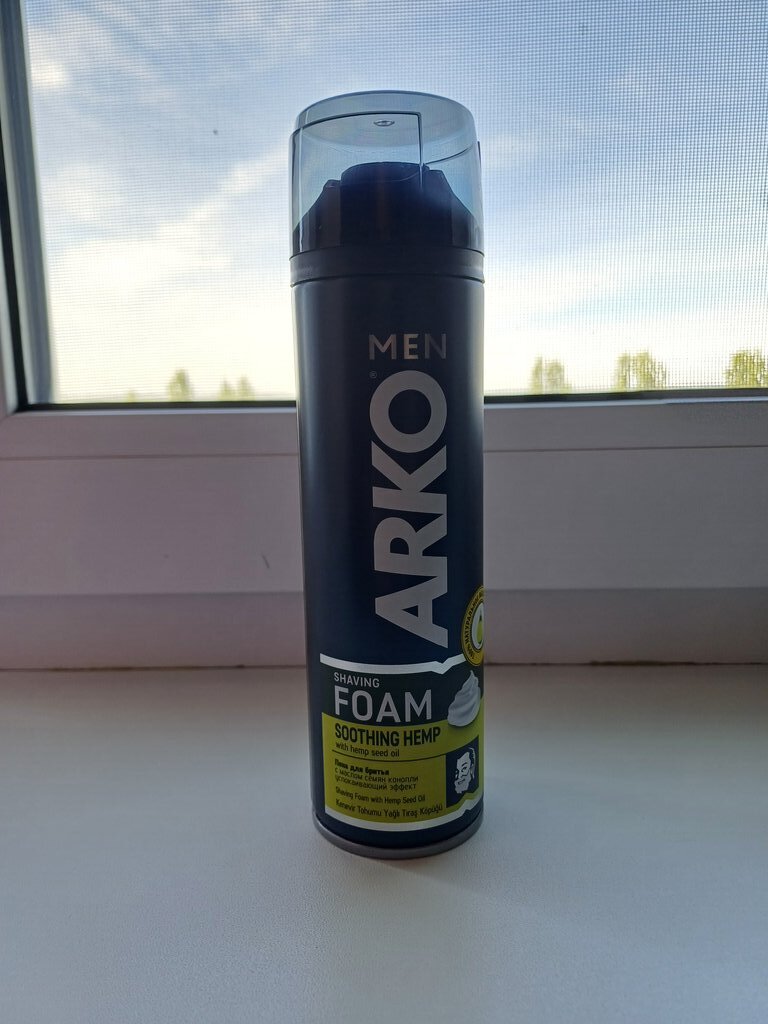 MEN
ARKO®
SHAVING
FOAM
SOOTHING HEMP
with hemp seed oil
Пена для бритья
с маслом семян конопли
успокаивающий эффект
Shaving Foam with Hemp Seed Oil
Kenevir Tohumu Yağlı Tıraş Köpüğü